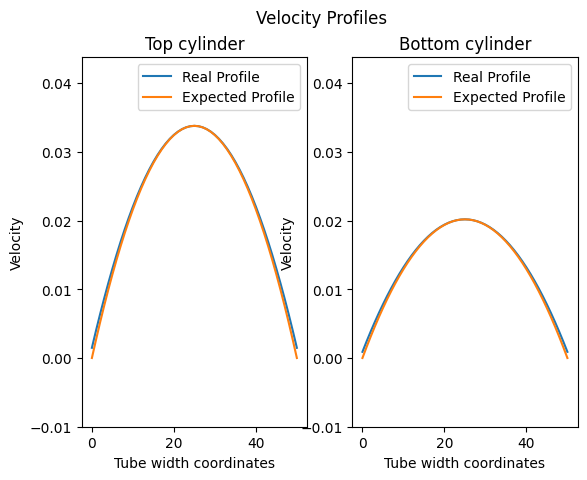 Velocity Profiles
Top cylinder
Real Profile
Expected Profile
0.04
0.03
0.02
0.01
0.00
−0.01
Velocity
0 20 40
Tube width coordinates
Bottom cylinder
Real Profile
Expected Profile
0.04
0.03
0.02
0.01
0.00
−0.01
Velocity
0 20 40
Tube width coordinates